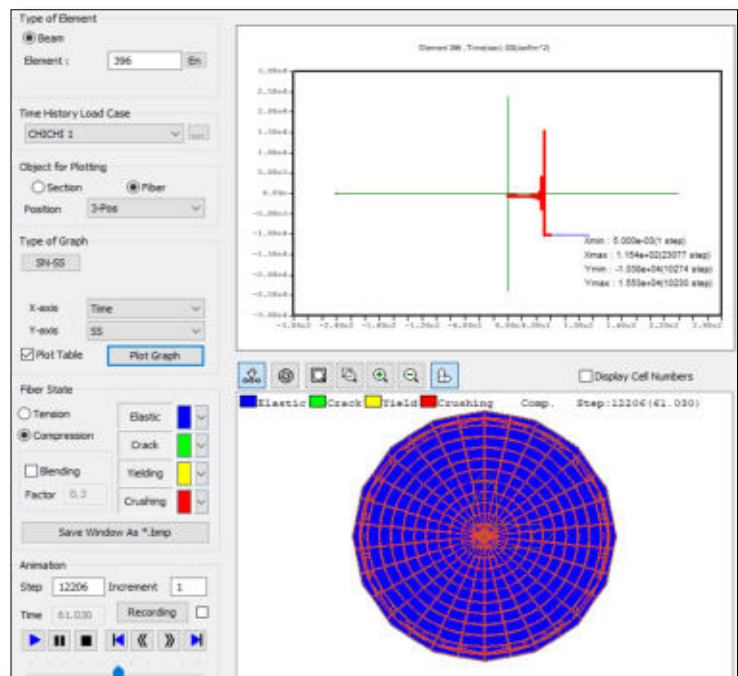 Type of Element
Beam
Element :
396
En
Time History Load Case
CHICHI 1
...
Object for Plotting
Section
Fiber
Position
3-Pos
Type of Graph
SN-SS
X-axis
Time
Y-axis
SS
Plot Table
Plot Graph
Fiber State
Tension
Compression
Elastic
Crack
Blending
Yielding
Factor
0.3
Crushing
Save Window As *.bmp
Animation
Step
12206
Increment
1
Time
61.030
Recording
Xmin : 5.000e-03(1 step)
Xmax : 1.154e+02(23077 step)
Ymin : -1.038e+04(10274 step)
Ymax : 1.553e+04(10230 step)
Display Cell Numbers
Elastic Crack Yield Crushing Comp. Step:12206(61.030)